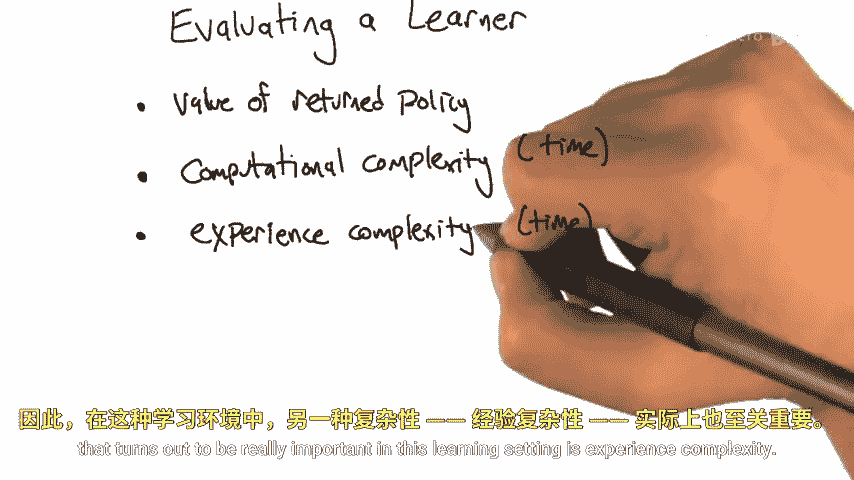 Evaluating a Learner
• Value of returned Policy
• Computational complexity (time)
• experience complexity (time)
因此，在这种学习环境中，另一种复杂性 —— 经验复杂性 —— 实际上也至关重要。
that turns out to be really important in this learning setting is experience complexity.